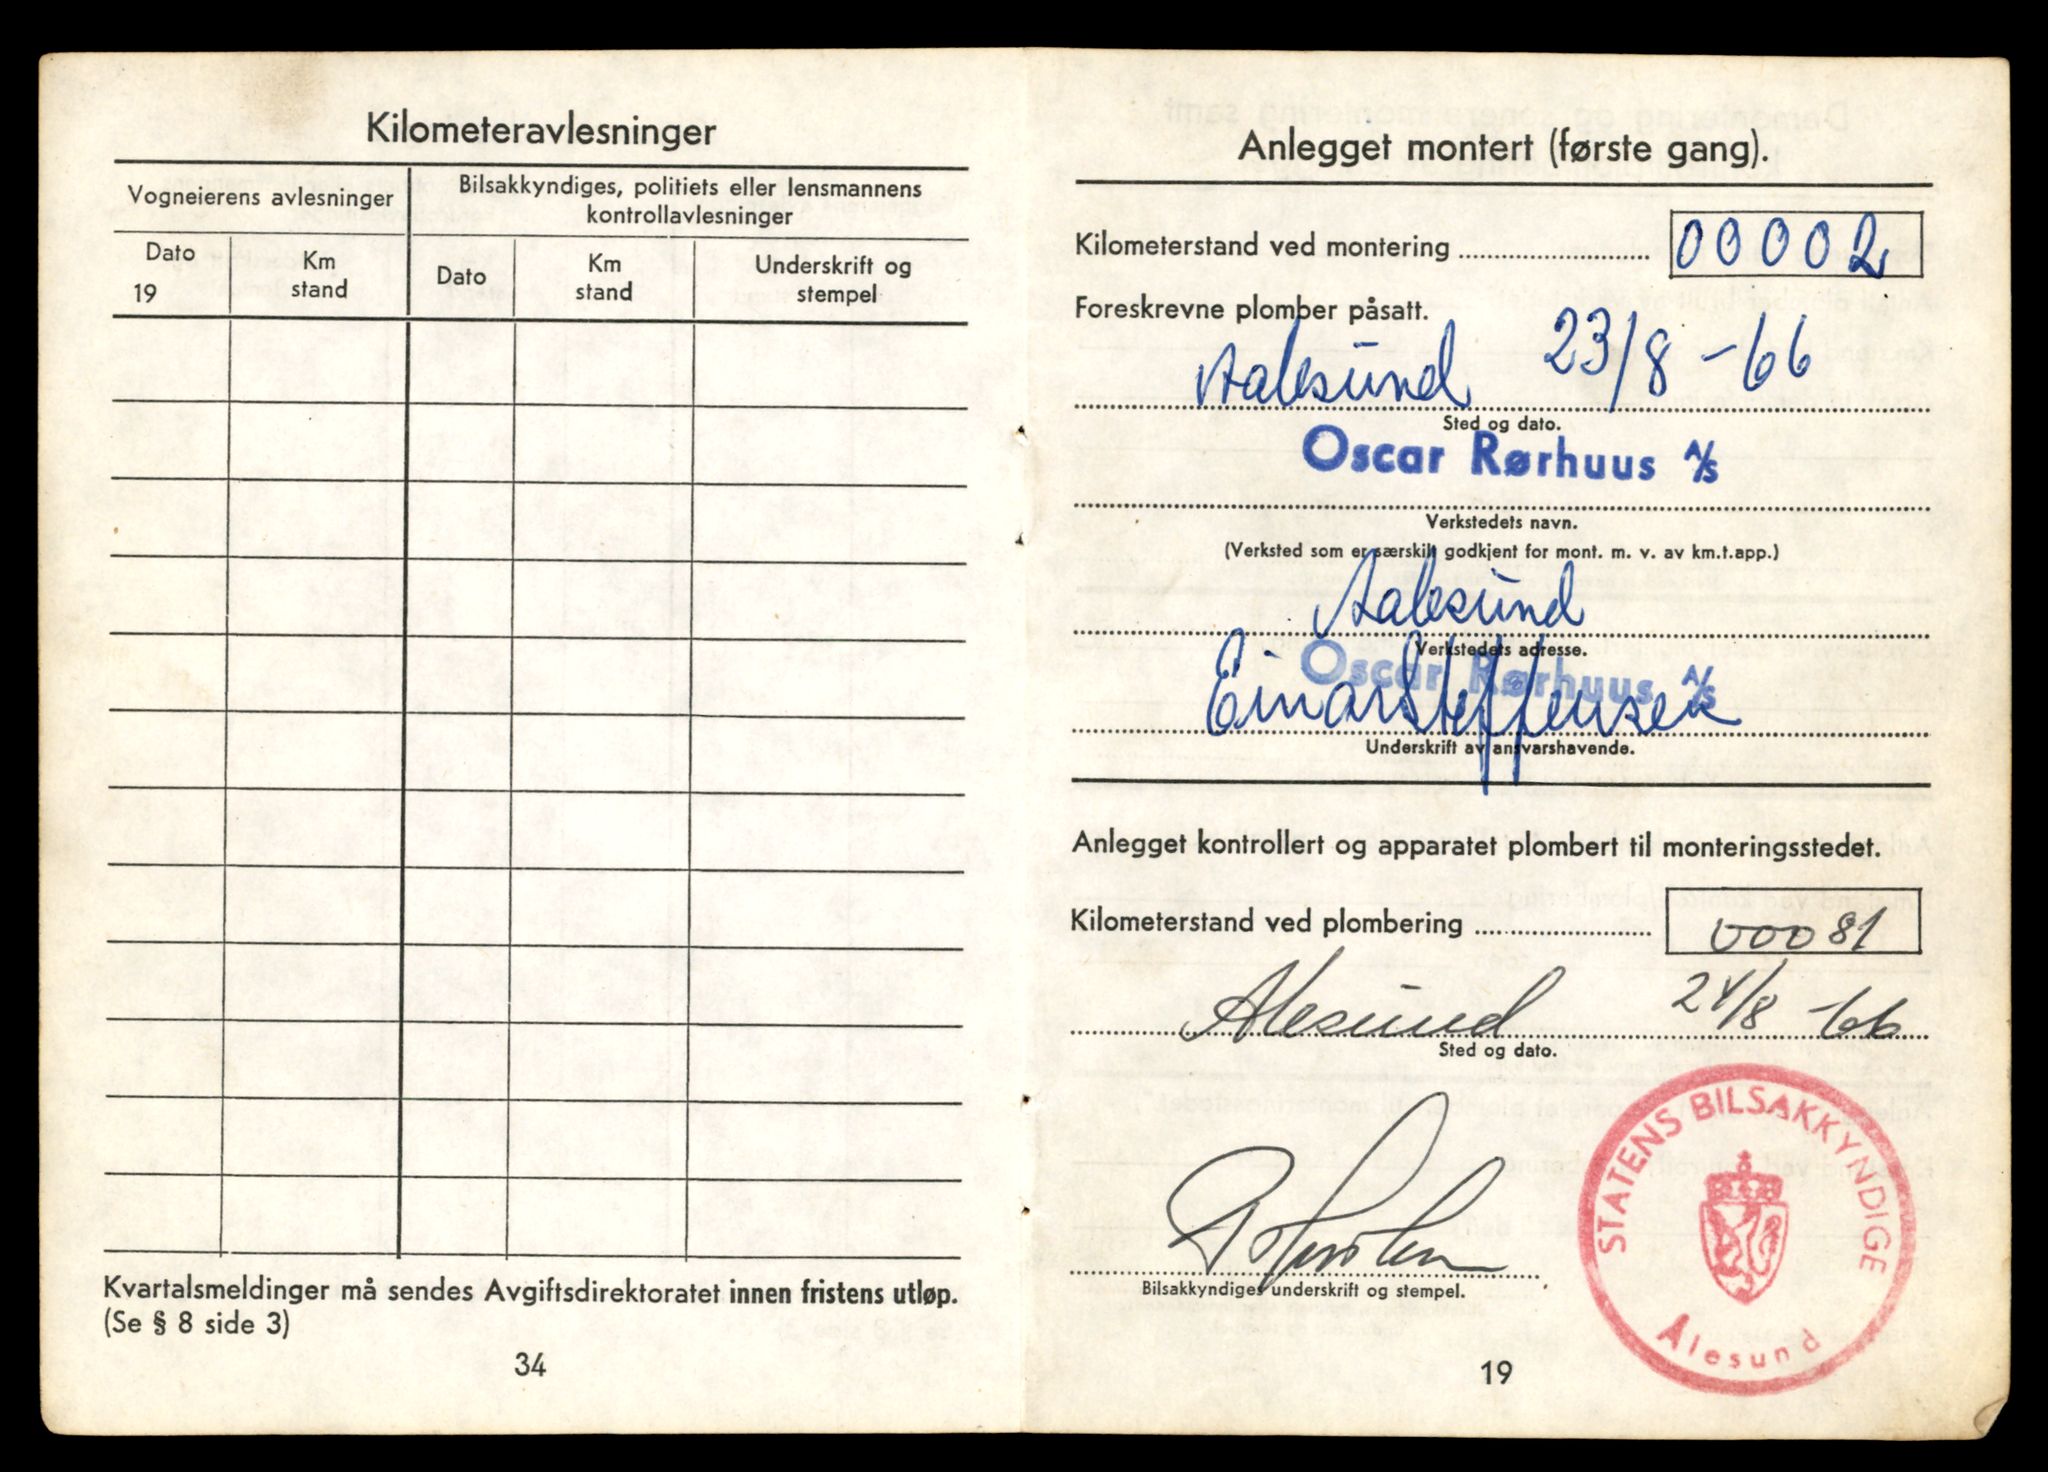 Kilometeravlesninger
Vogneierens avlesninger
Bilsakkyndiges, politiets eller lensmannens
kontrollavlesninger
Dato
19
Km
stand
Dato
Km
stand
Underskrift og
stempel
Kvartalsmeldinger må sendes Avgiftsdirektoratet innen fristens utløp.
(Se § 8 side 3)
34
Anlegget montert (første gang).
Kilometerstand ved montering 00002
Foreskrevne plomber påsatt.
Aalesund 23/8 - 66
Sted og dato.
Oscar Rørhuus A/S
Verkstedets navn.
(Verksted som er særskilt godkjent for mont. m. v. av km.t.app.)
Aalesund
Verkstedets adresse.
Oscar Rørhuus A/S
Einar Steffensen
Underskrift av ansvarshavende.
Anlegget kontrollert og apparatet plombert til monteringsstedet.
Kilometerstand ved plombering 00081
Alesund 24/8 -66
Sted og dato.
Bilsakkyndiges underskrift og stempel.
STATENS BILSAKKYNDIGE
Ålesund
19